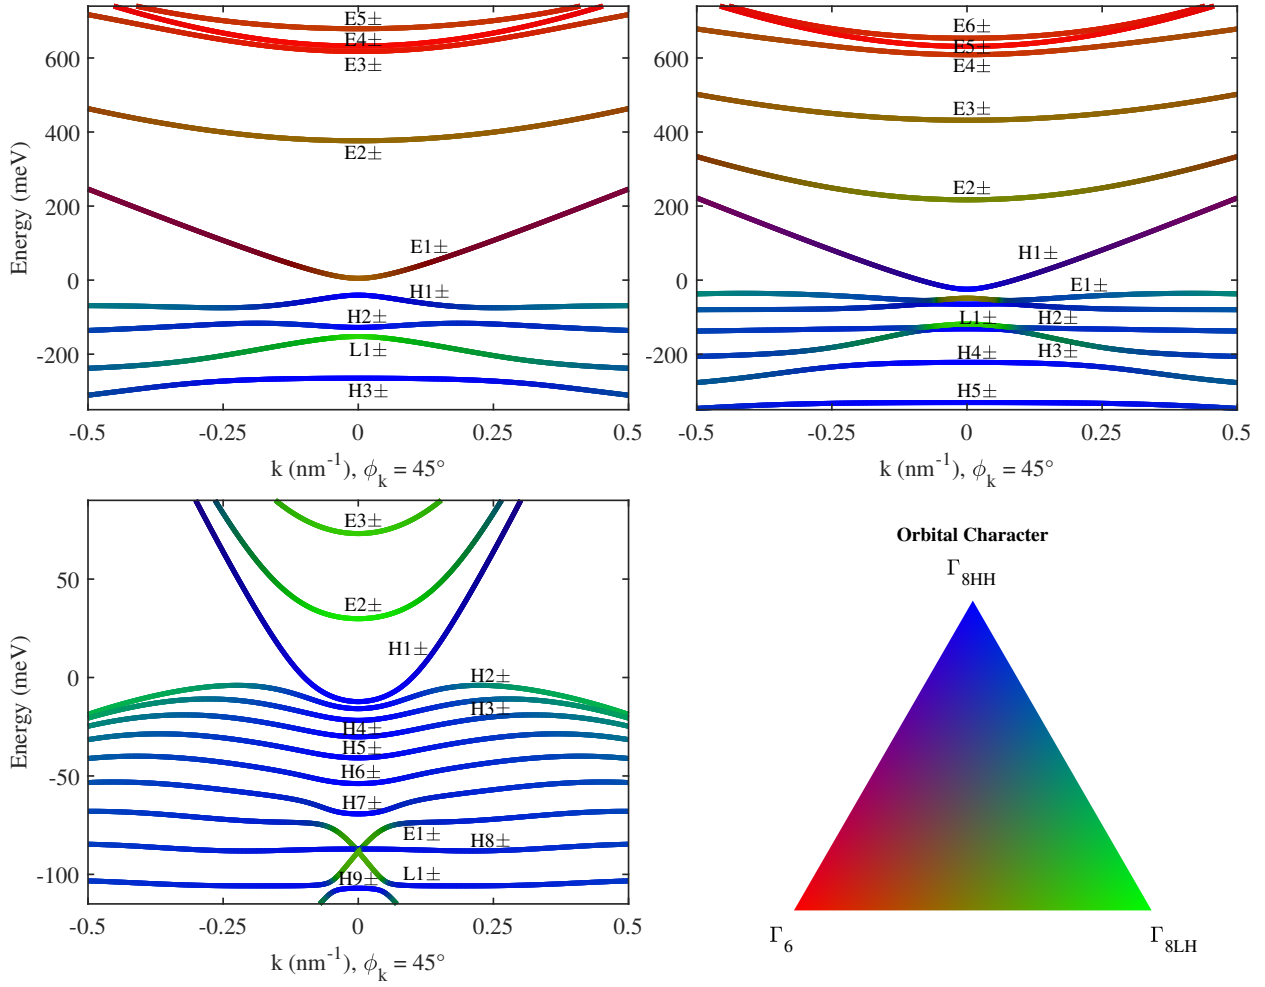 E5±
E4±
E3±
E2±
E1±
H1±
H2±
L1±
H3±
600
400
200
0
-200
Energy (meV)
-0.5
-0.25
0
0.25
0.5
k (nm-1), ϕk = 45°
E6±
E5±
E4±
E3±
E2±
H1±
E1±
L1±
H2±
H4±
H3±
H5±
600
400
200
0
-200
-0.5
-0.25
0
0.25
0.5
k (nm-1), ϕk = 45°
E3±
E2±
H1±
H2±
H3±
H4±
H5±
H6±
H7±
E1±
H8±
H9±
L1±
50
0
-50
-100
Energy (meV)
-0.5
-0.25
0
0.25
0.5
k (nm-1), ϕk = 45°
Orbital Character
Γ8HH
Γ6
Γ8LH